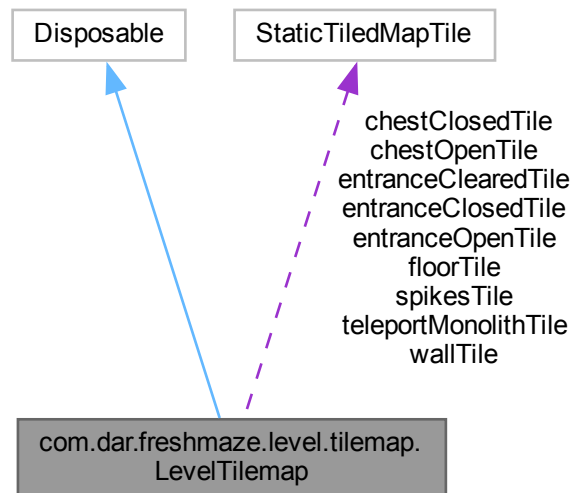 Disposable
StaticTiledMapTile
chestClosedTile
chestOpenTile
entranceClearedTile
entranceClosedTile
entranceOpenTile
floorTile
spikesTile
teleportMonolithTile
wallTile
com.dar.freshmaze.level.tilemap.
LevelTilemap